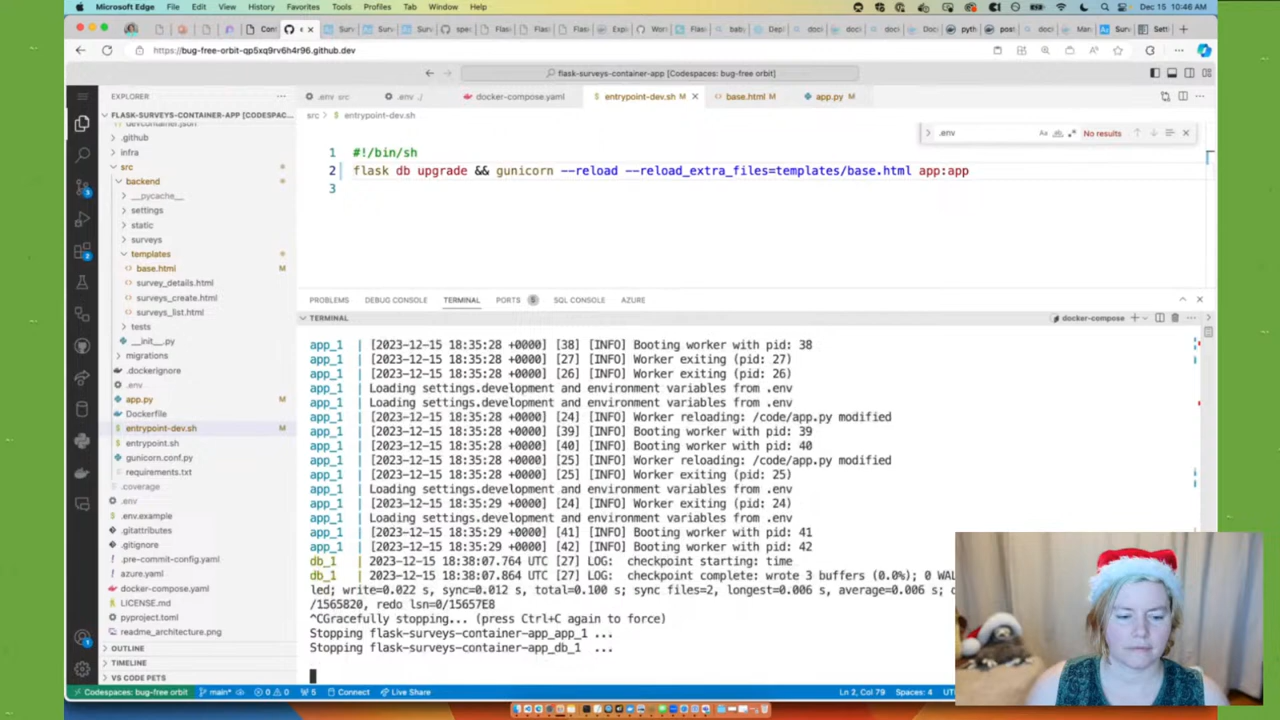 Microsoft Edge File Edit View History Favorites Tools Profiles Tab Window Help
Dec 15 10:46 AM
https://bug-free-orbit-qp5xq9rv6h4r96.github.dev
flask-surveys-container-app [Codespaces: bug-free orbit]
EXPLORER
.env src .env ./ docker-compose.yaml entrypoint-dev.sh M base.html M app.py M
FLASK-SURVEYS-CONTAINER-APP [CODESPAC...
src > entrypoint-dev.sh
devcontainer.json
.github
infra
src
backend
__pycache__
settings
static
surveys
templates
base.html M
survey_details.html
surveys_create.html
surveys_list.html
tests
__init__.py
migrations
.dockerignore
.env
app.py M
Dockerfile
entrypoint-dev.sh M
entrypoint.sh
gunicorn.conf.py
requirements.txt
.coverage
.env
.env.example
.gitattributes
.gitignore
.pre-commit-config.yaml
azure.yaml
docker-compose.yaml
LICENSE.md
pyproject.toml
readme_architecture.png
OUTLINE
TIMELINE
VS CODE PETS
.env No results
1 #!/bin/sh
2 flask db upgrade && gunicorn --reload --reload_extra_files=templates/base.html app:app
3
PROBLEMS DEBUG CONSOLE TERMINAL PORTS 5 SQL CONSOLE AZURE
TERMINAL docker-compose
app_1 | [2023-12-15 18:35:28 +0000] [38] [INFO] Booting worker with pid: 38
app_1 | [2023-12-15 18:35:28 +0000] [27] [INFO] Worker exiting (pid: 27)
app_1 | [2023-12-15 18:35:28 +0000] [26] [INFO] Worker exiting (pid: 26)
app_1 | Loading settings.development and environment variables from .env
app_1 | Loading settings.development and environment variables from .env
app_1 | [2023-12-15 18:35:28 +0000] [24] [INFO] Worker reloading: /code/app.py modified
app_1 | [2023-12-15 18:35:28 +0000] [39] [INFO] Booting worker with pid: 39
app_1 | [2023-12-15 18:35:28 +0000] [40] [INFO] Booting worker with pid: 40
app_1 | [2023-12-15 18:35:28 +0000] [25] [INFO] Worker reloading: /code/app.py modified
app_1 | [2023-12-15 18:35:28 +0000] [25] [INFO] Worker exiting (pid: 25)
app_1 | Loading settings.development and environment variables from .env
app_1 | [2023-12-15 18:35:29 +0000] [24] [INFO] Worker exiting (pid: 24)
app_1 | Loading settings.development and environment variables from .env
app_1 | [2023-12-15 18:35:29 +0000] [41] [INFO] Booting worker with pid: 41
app_1 | [2023-12-15 18:35:29 +0000] [42] [INFO] Booting worker with pid: 42
db_1 | 2023-12-15 18:38:07.764 UTC [27] LOG: checkpoint starting: time
db_1 | 2023-12-15 18:38:07.864 UTC [27] LOG: checkpoint complete: wrote 3 buffers (0.0%); 0 WAL
led; write=0.022 s, sync=0.012 s, total=0.100 s; sync files=2, longest=0.006 s, average=0.006 s;
/1565820, redo lsn=0/15657E8
^CGracefully stopping... (press Ctrl+C again to force)
Stopping flask-surveys-container-app_app_1 ...
Stopping flask-surveys-container-app_db_1 ...
Codespaces: bug-free orbit main* 0 0 5 Connect Live Share Ln 2, Col 79 Spaces: 4